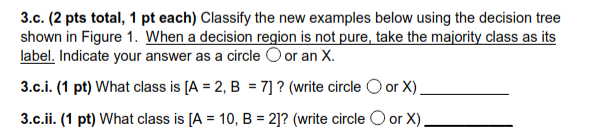 3.c. (2 pts total, 1 pt each) Classify the new examples below using the decision tree
shown in Figure 1. When a decision region is not pure, take the majority class as its
label. Indicate your answer as a circle ◯ or an X.
3.c.i. (1 pt) What class is [A = 2, B = 7] ? (write circle ◯ or X) ____________
3.c.ii. (1 pt) What class is [A = 10, B = 2]? (write circle ◯ or X) ____________